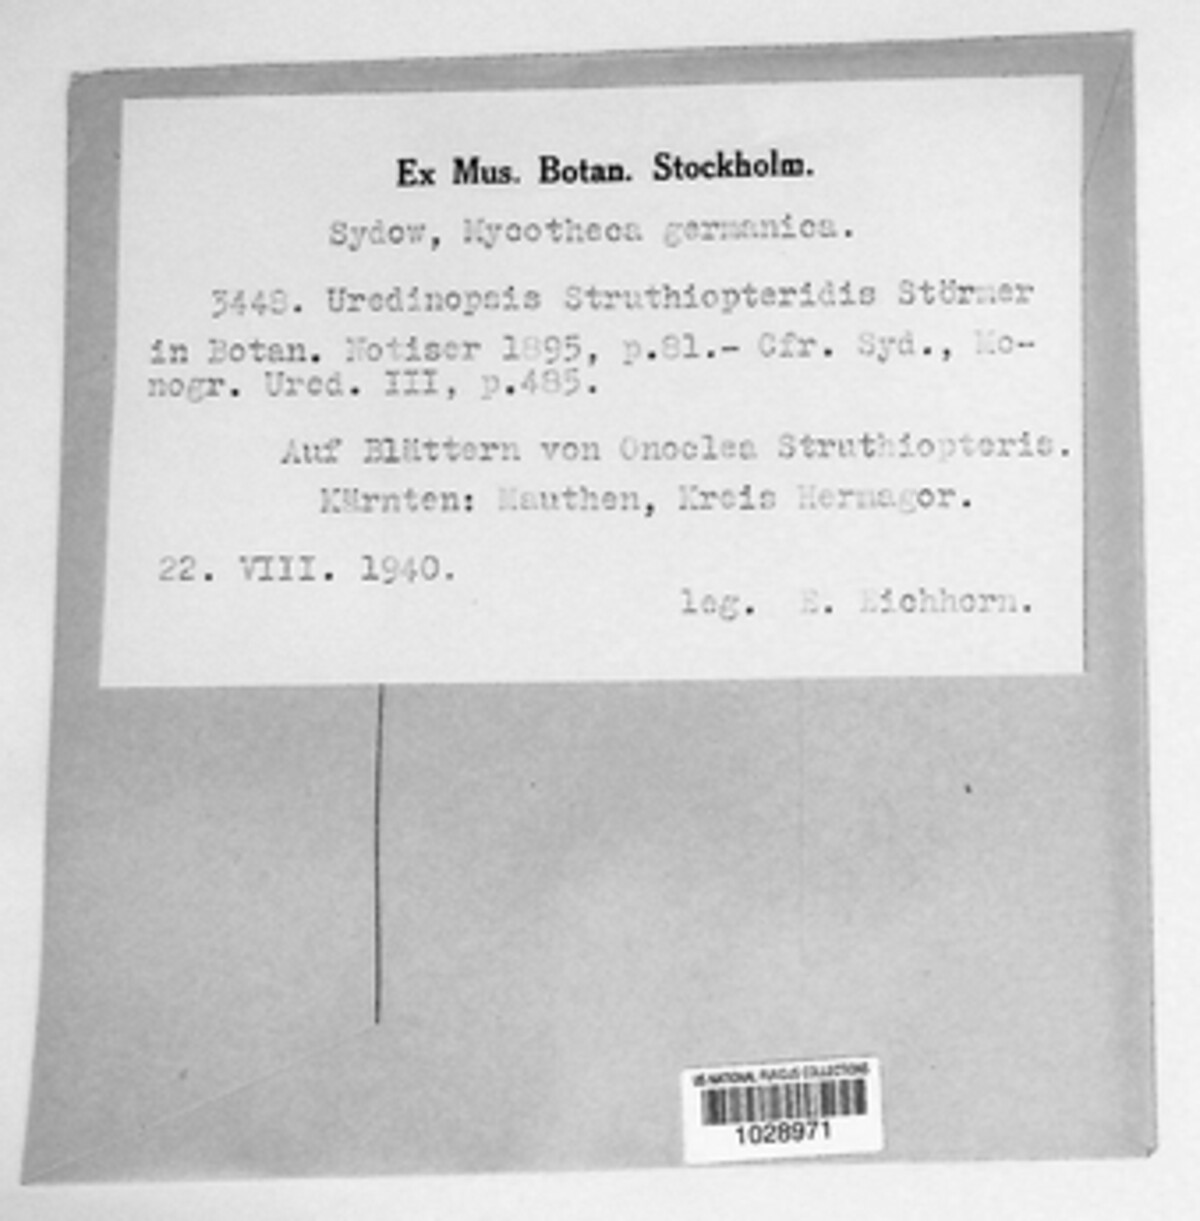 Ex Mus. Botan. Stockholm.
Sydow, Mycotheca germanica.
3448. Uredinopsis Struthiopteridis Störmer
in Botan. Notiser 1895, p.81.- Cfr. Syd., Mo-
nogr. Ured. III, p.485.
Auf Blättern von Onoclea Struthiopteris.
Kärnten: Mauthen, Kreis Hermagor.
22. VIII. 1940.
leg. E. Eichhorn.
US NATIONAL FUNGUS COLLECTIONS
1028971